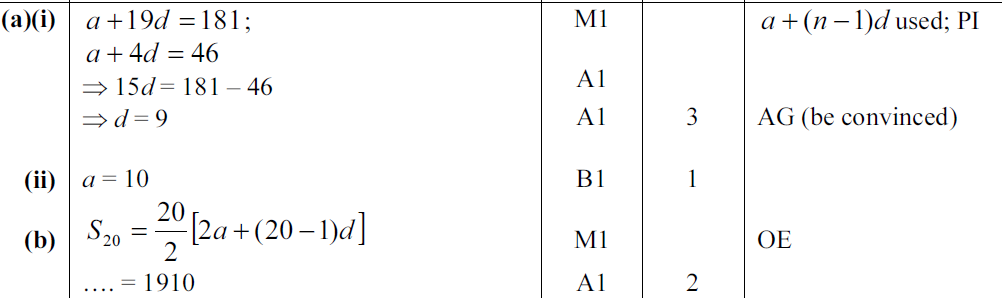 (a)(i) a + 19d = 181; M1 a + (n − 1)d used; PI
a + 4d = 46
⇒ 15d = 181 – 46 A1
⇒ d = 9 A1 3 AG (be convinced)
(ii) a = 10 B1 1
(b) S₂₀ = 20/2 [2a + (20 − 1)d] M1 OE
.... = 1910 A1 2